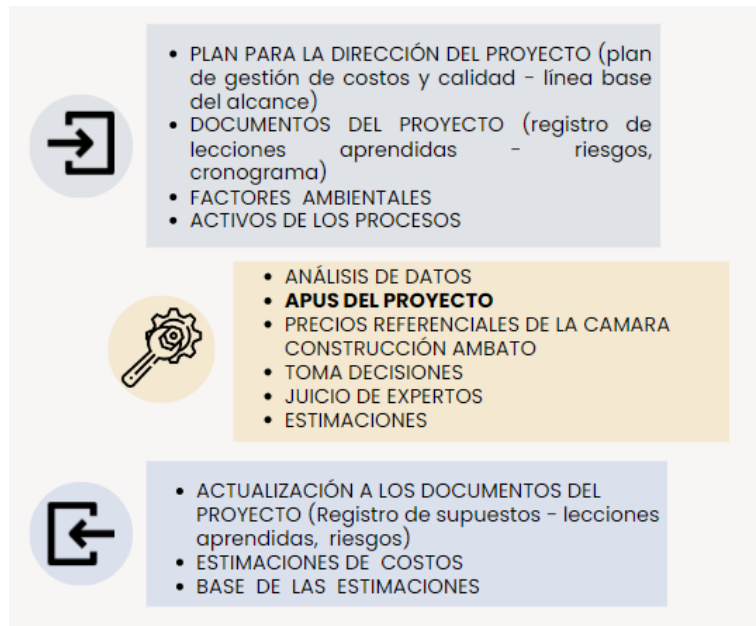 • PLAN PARA LA DIRECCIÓN DEL PROYECTO (plan
de gestión de costos y calidad - línea base
del alcance)
• DOCUMENTOS DEL PROYECTO (registro de
lecciones aprendidas - riesgos,
cronograma)
• FACTORES AMBIENTALES
• ACTIVOS DE LOS PROCESOS
• ANÁLISIS DE DATOS
• APUS DEL PROYECTO
• PRECIOS REFERENCIALES DE LA CAMARA
CONSTRUCCIÓN AMBATO
• TOMA DECISIONES
• JUICIO DE EXPERTOS
• ESTIMACIONES
• ACTUALIZACIÓN A LOS DOCUMENTOS DEL
PROYECTO (Registro de supuestos - lecciones
aprendidas, riesgos)
• ESTIMACIONES DE COSTOS
• BASE DE LAS ESTIMACIONES